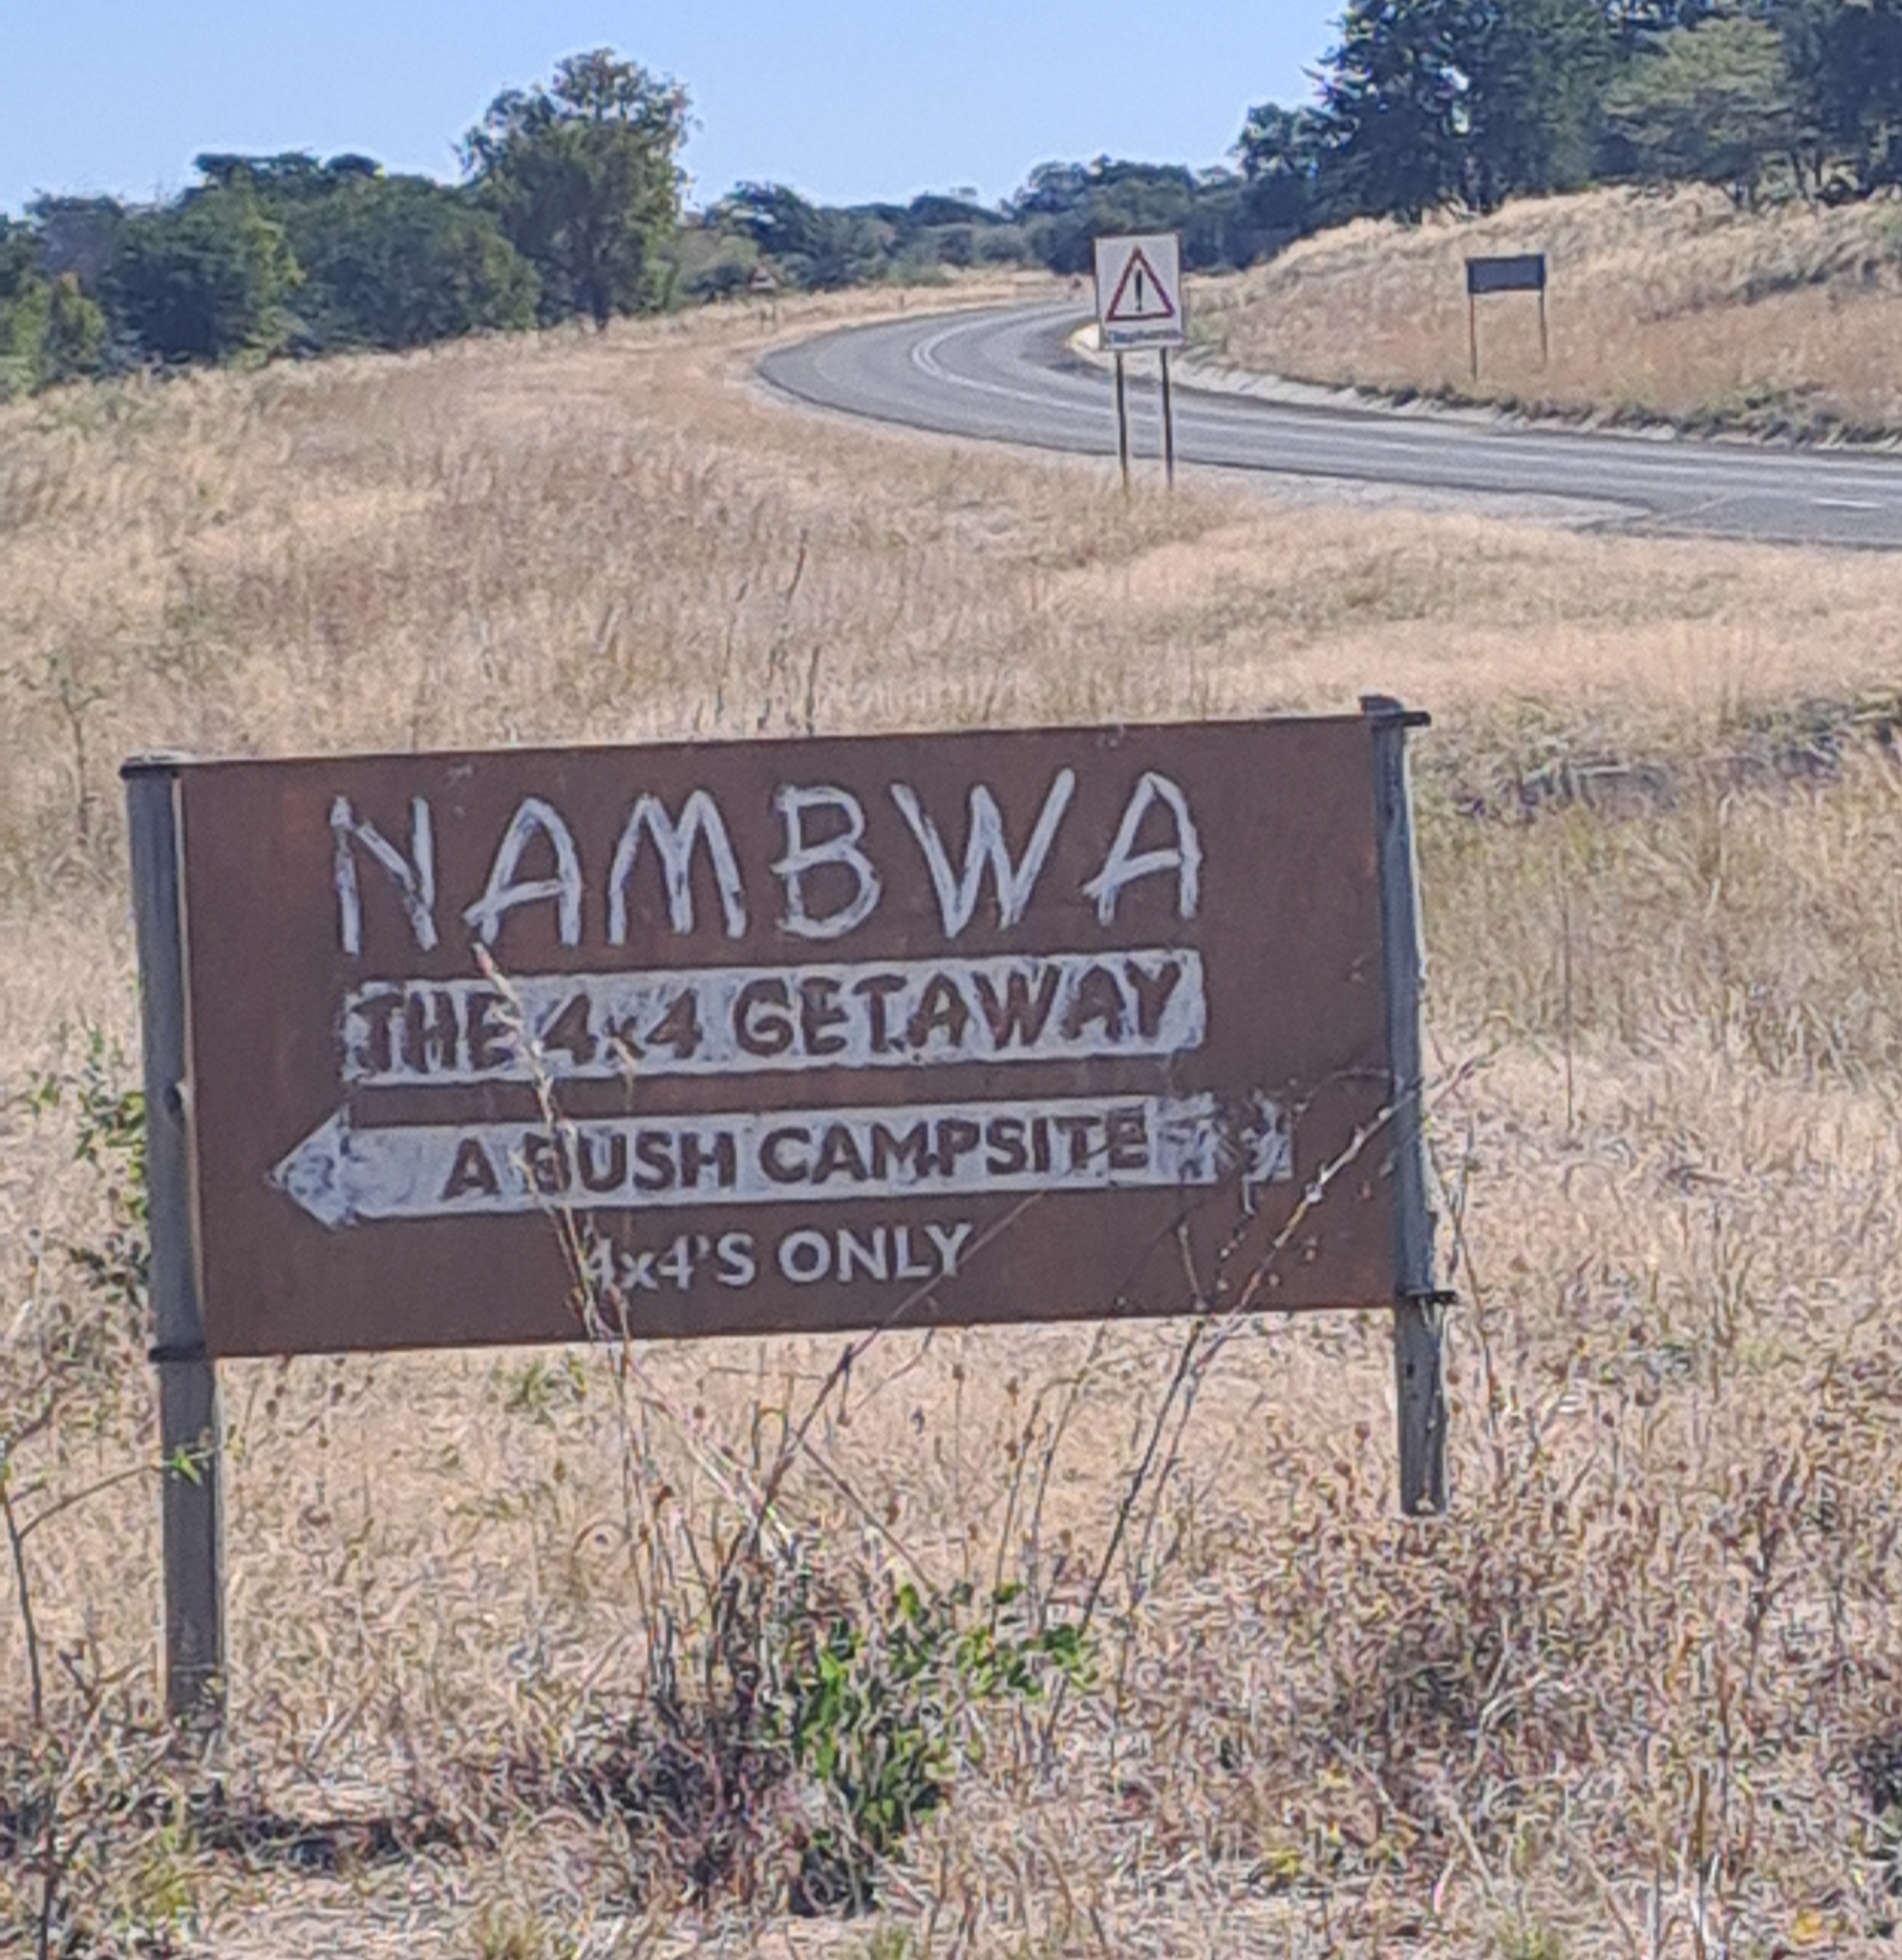 NAMBWA
THE 4x4 GETAWAY
A BUSH CAMPSITE
4x4'S ONLY